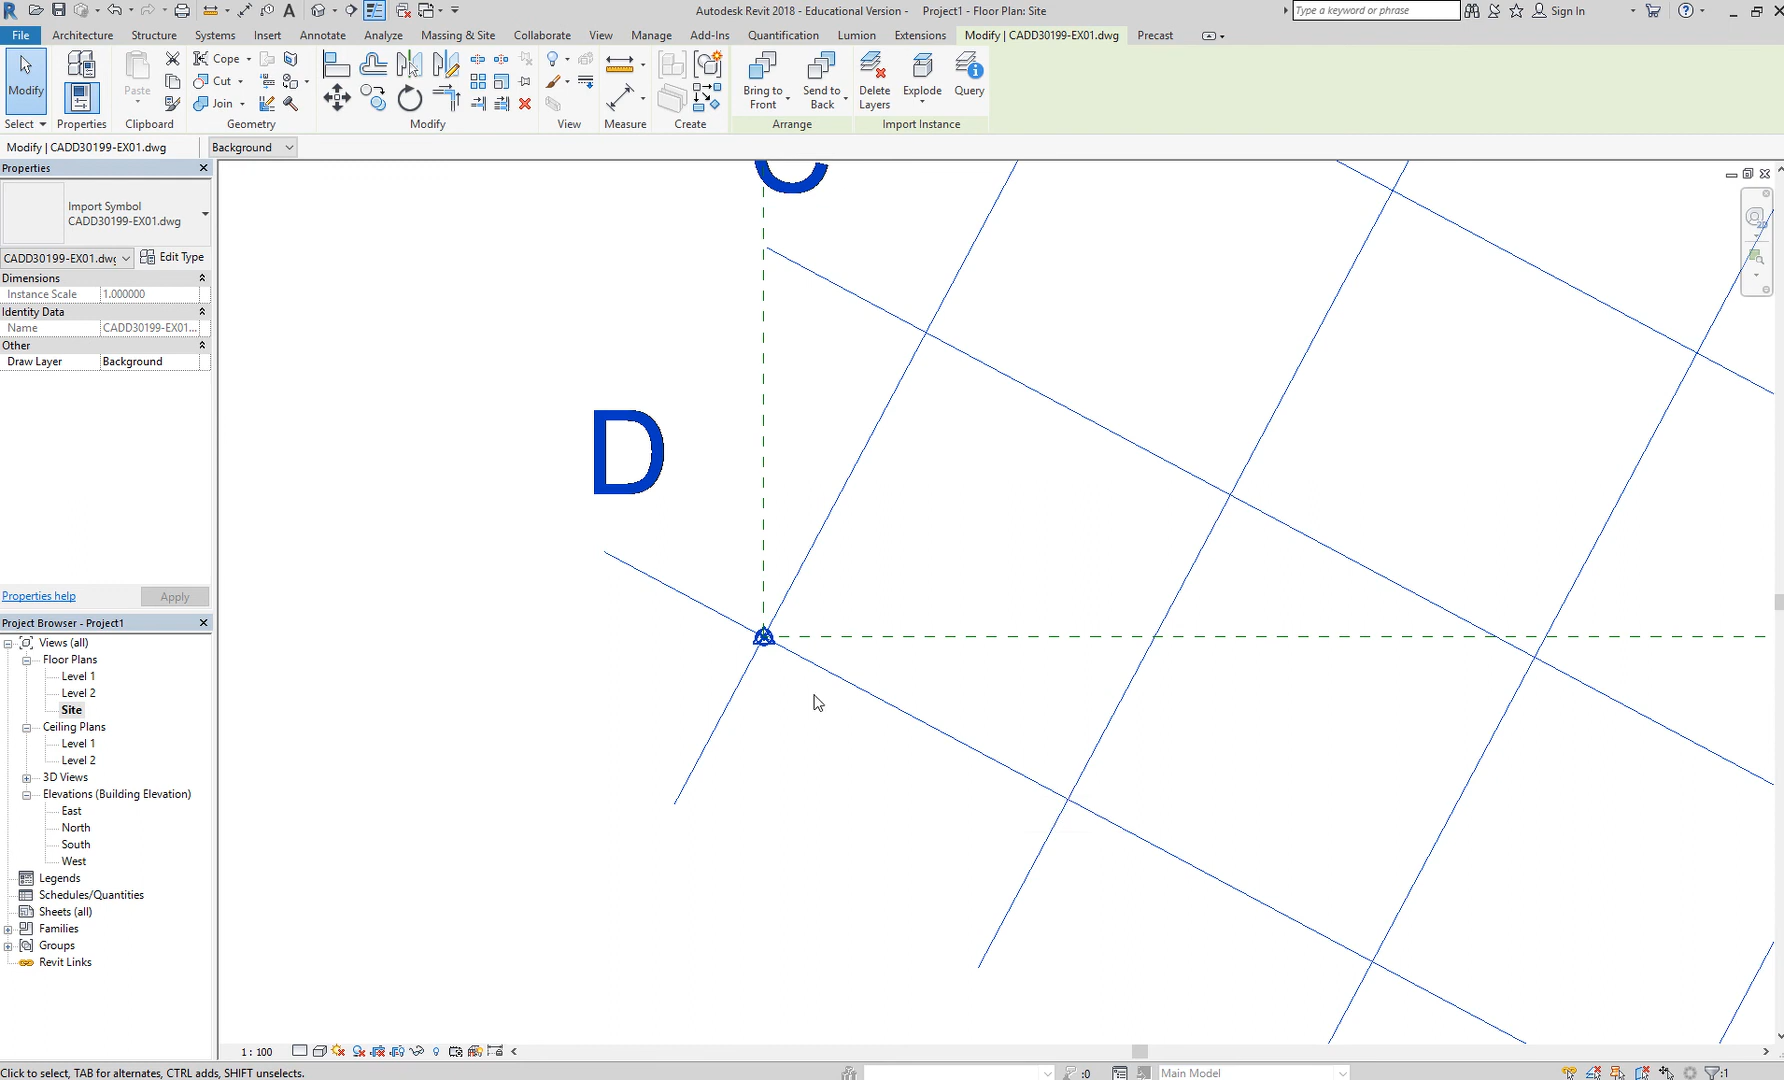 Autodesk Revit 2018 - Educational Version - Project1 - Floor Plan: Site
Type a keyword or phrase
Sign In
File Architecture Structure Systems Insert Annotate Analyze Massing & Site Collaborate View Manage Add-Ins Quantification Lumion Extensions Modify | CADD30199-EX01.dwg Precast
Modify
Paste
Cope
Cut
Join
Bring to Front
Send to Back
Delete Layers
Explode
Query
Select Properties Clipboard Geometry Modify View Measure Create Arrange Import Instance
Modify | CADD30199-EX01.dwg
Background
Properties
Import Symbol
CADD30199-EX01.dwg
CADD30199-EX01.dwg
Edit Type
Dimensions
Instance Scale 1.000000
Identity Data
Name CADD30199-EX01...
Other
Draw Layer Background
Properties help
Apply
Project Browser - Project1
Views (all)
Floor Plans
Level 1
Level 2
Site
Ceiling Plans
Level 1
Level 2
3D Views
Elevations (Building Elevation)
East
North
South
West
Legends
Schedules/Quantities
Sheets (all)
Families
Groups
Revit Links
C
D
2D
1 : 100
Click to select, TAB for alternates, CTRL adds, SHIFT unselects.
:0
Main Model
:1